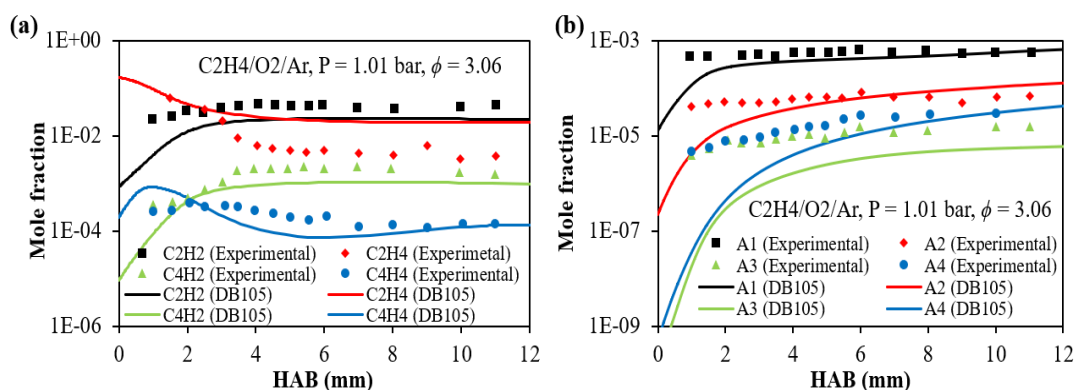 (a)
1E+00
1E-02
1E-04
1E-06
Mole fraction
C2H4/O2/Ar, P = 1.01 bar, ϕ = 3.06
C2H2 (Experimental) C2H4 (Experimetal)
C4H2 (Experimental) C4H4 (Experimental)
C2H2 (DB105) C2H4 (DB105)
C4H2 (DB105) C4H4 (DB105)
0 2 4 6 8 10 12
HAB (mm)
(b)
1E-03
1E-05
1E-07
1E-09
Mole fraction
C2H4/O2/Ar, P = 1.01 bar, ϕ = 3.06
A1 (Experimental) A2 (Experimental)
A3 (Experimental) A4 (Experimental)
A1 (DB105) A2 (DB105)
A3 (DB105) A4 (DB105)
0 2 4 6 8 10 12
HAB (mm)